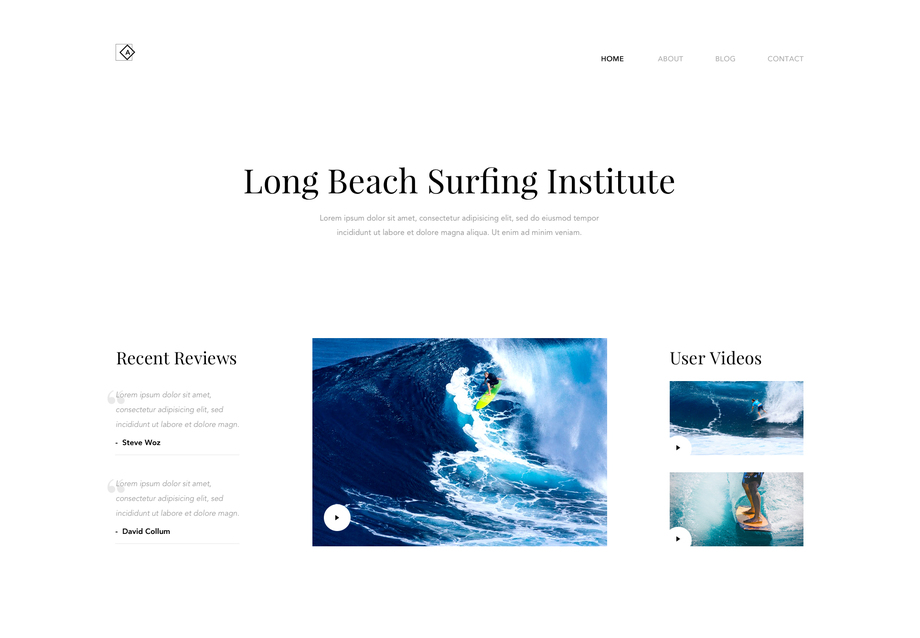 A
HOME ABOUT BLOG CONTACT
Long Beach Surfing Institute
Lorem ipsum dolor sit amet, consectetur adipisicing elit, sed do eiusmod tempor
incididunt ut labore et dolore magna aliqua. Ut enim ad minim veniam.
Recent Reviews
“Lorem ipsum dolor sit amet,
consectetur adipisicing elit, sed
incididunt ut labore et dolore magn.
- Steve Woz
“Lorem ipsum dolor sit amet,
consectetur adipisicing elit, sed
incididunt ut labore et dolore magn.
- David Collum
User Videos